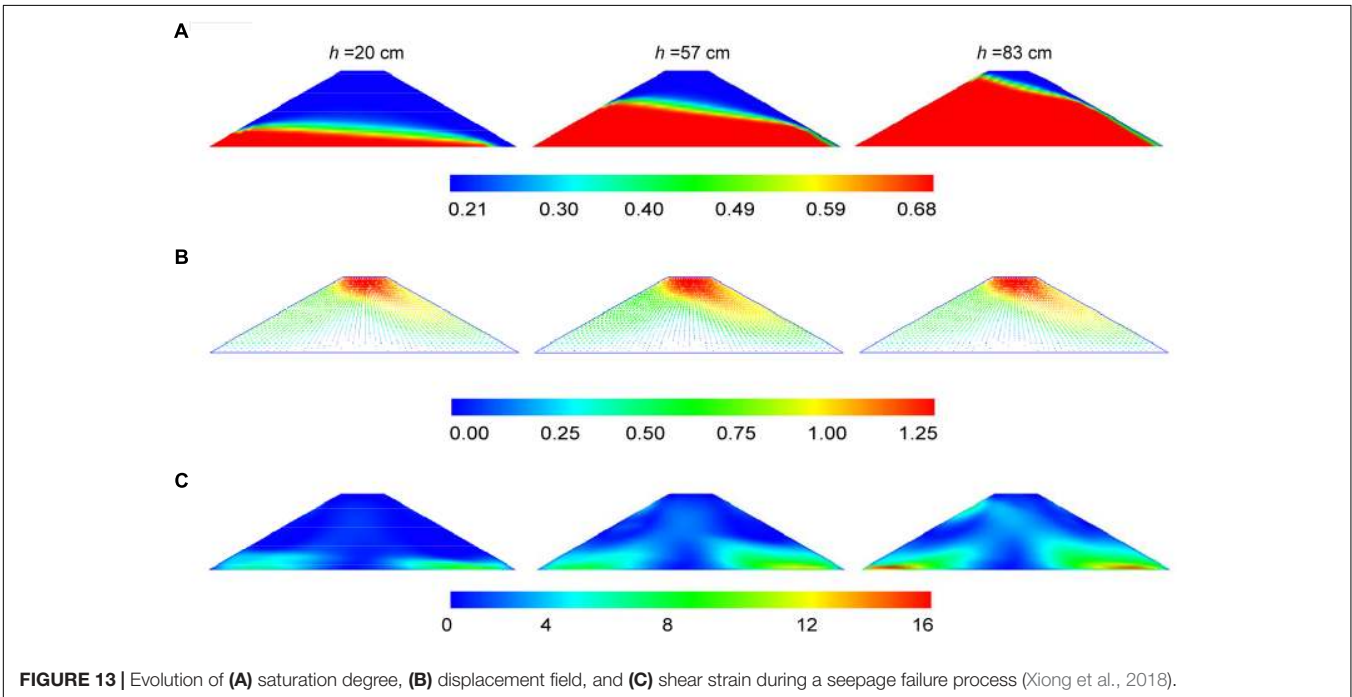 A
h =20 cm h =57 cm h =83 cm
0.21 0.30 0.40 0.49 0.59 0.68
B
0.00 0.25 0.50 0.75 1.00 1.25
C
0 4 8 12 16
FIGURE 13 | Evolution of (A) saturation degree, (B) displacement field, and (C) shear strain during a seepage failure process (Xiong et al., 2018).